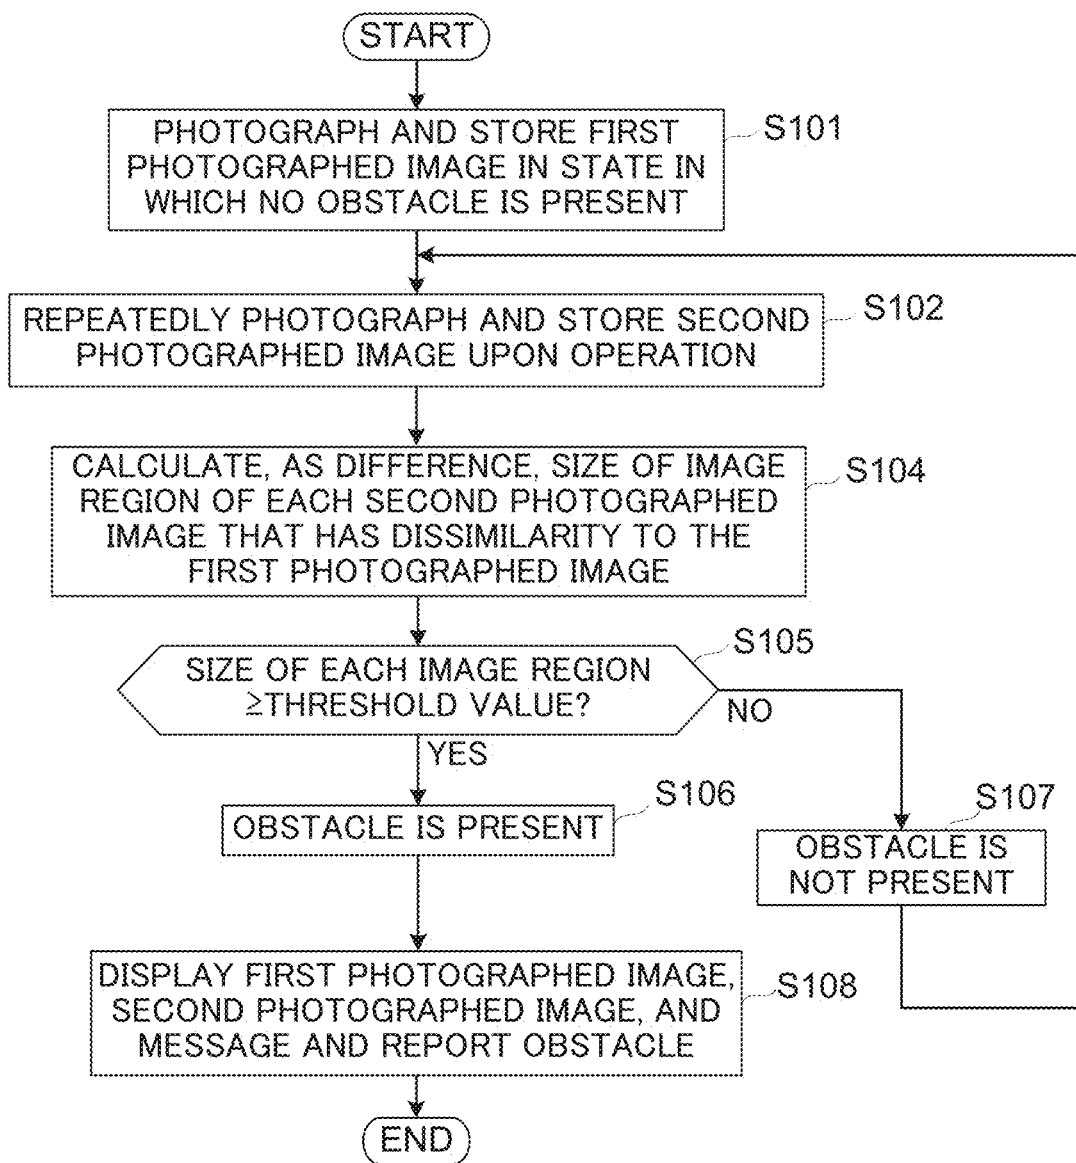 START
PHOTOGRAPH AND STORE FIRST
PHOTOGRAPHED IMAGE IN STATE IN
WHICH NO OBSTACLE IS PRESENT
S101
REPEATEDLY PHOTOGRAPH AND STORE SECOND
PHOTOGRAPHED IMAGE UPON OPERATION
S102
CALCULATE, AS DIFFERENCE, SIZE OF IMAGE
REGION OF EACH SECOND PHOTOGRAPHED
IMAGE THAT HAS DISSIMILARITY TO THE
FIRST PHOTOGRAPHED IMAGE
S104
SIZE OF EACH IMAGE REGION
≧THRESHOLD VALUE?
S105
NO
YES
OBSTACLE IS PRESENT
S106
OBSTACLE IS
NOT PRESENT
S107
DISPLAY FIRST PHOTOGRAPHED IMAGE,
SECOND PHOTOGRAPHED IMAGE, AND
MESSAGE AND REPORT OBSTACLE
S108
END